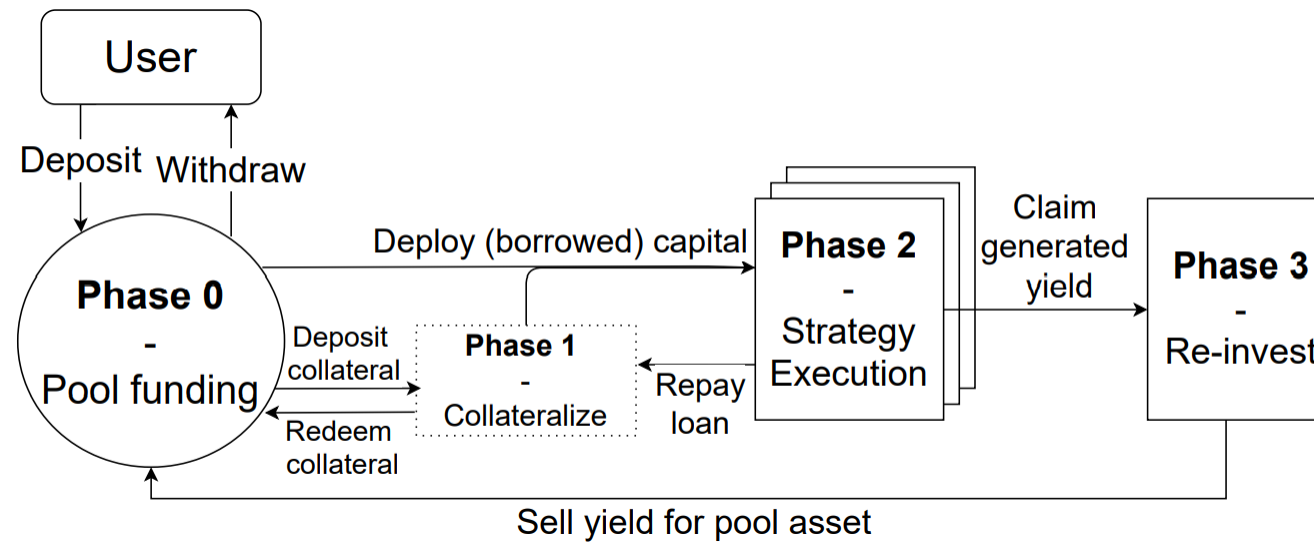 User
Deposit
Withdraw
Phase 0
-
Pool funding
Deploy (borrowed) capital
Deposit
collateral
Redeem
collateral
Phase 1
-
Collateralize
Repay
loan
Phase 2
-
Strategy
Execution
Claim
generated
yield
Phase 3
-
Re-invest
Sell yield for pool asset